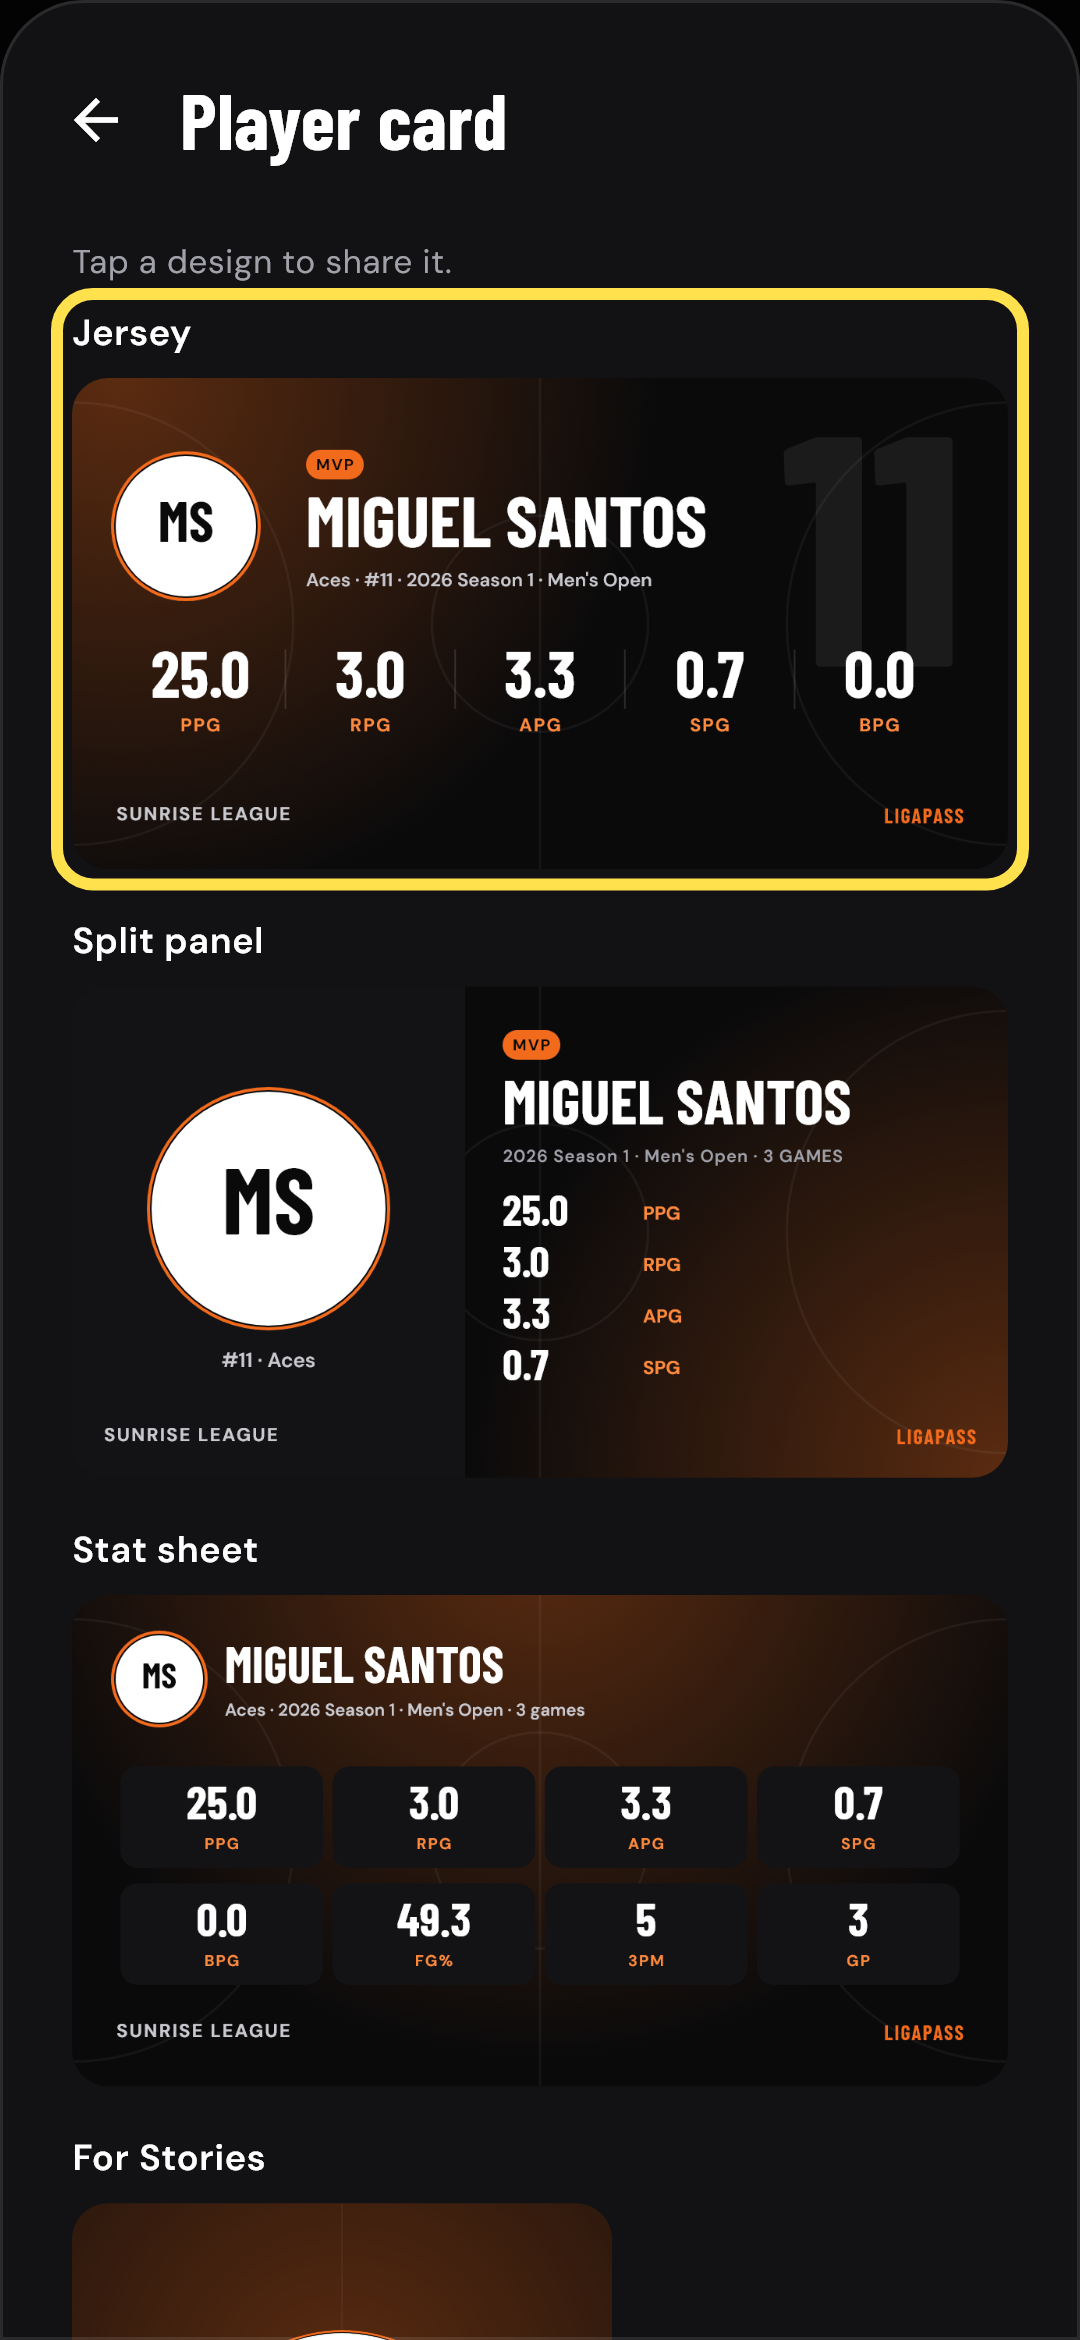 Player card
Tap a design to share it.
Jersey
11
MVP
MS
MIGUEL SANTOS
Aces · #11 · 2026 Season 1 · Men's Open
25.0 3.0 3.3 0.7 0.0
PPG RPG APG SPG BPG
SUNRISE LEAGUE LIGAPASS
Split panel
MVP
MIGUEL SANTOS
2026 Season 1 · Men's Open · 3 GAMES
MS
25.0 PPG
3.0 RPG
3.3 APG
0.7 SPG
#11 · Aces
SUNRISE LEAGUE LIGAPASS
Stat sheet
MS
MIGUEL SANTOS
Aces · 2026 Season 1 · Men's Open · 3 games
25.0 3.0 3.3 0.7
PPG RPG APG SPG
0.0 49.3 5 3
BPG FG% 3PM GP
SUNRISE LEAGUE LIGAPASS
For Stories